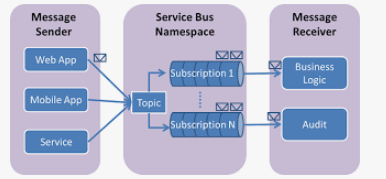 Message
Sender
Web App
Mobile App
Service
Service Bus
Namespace
Topic
Subscription 1
Subscription N
Message
Receiver
Business
Logic
Audit